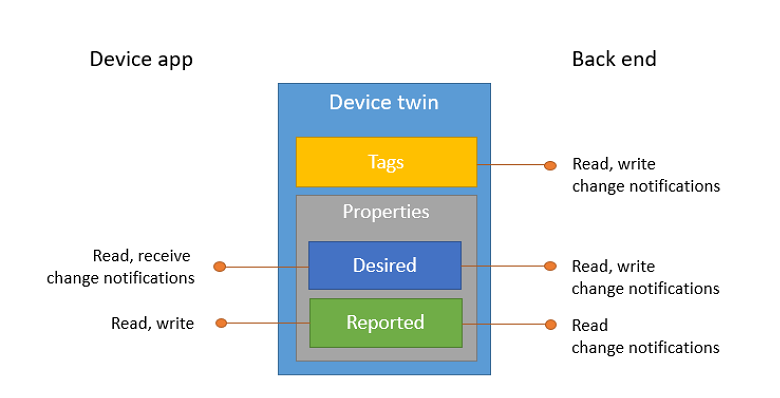 Device app
Back end
Device twin
Tags
Read, write
change notifications
Properties
Read, receive
change notifications
Desired
Read, write
change notifications
Read, write
Reported
Read
change notifications